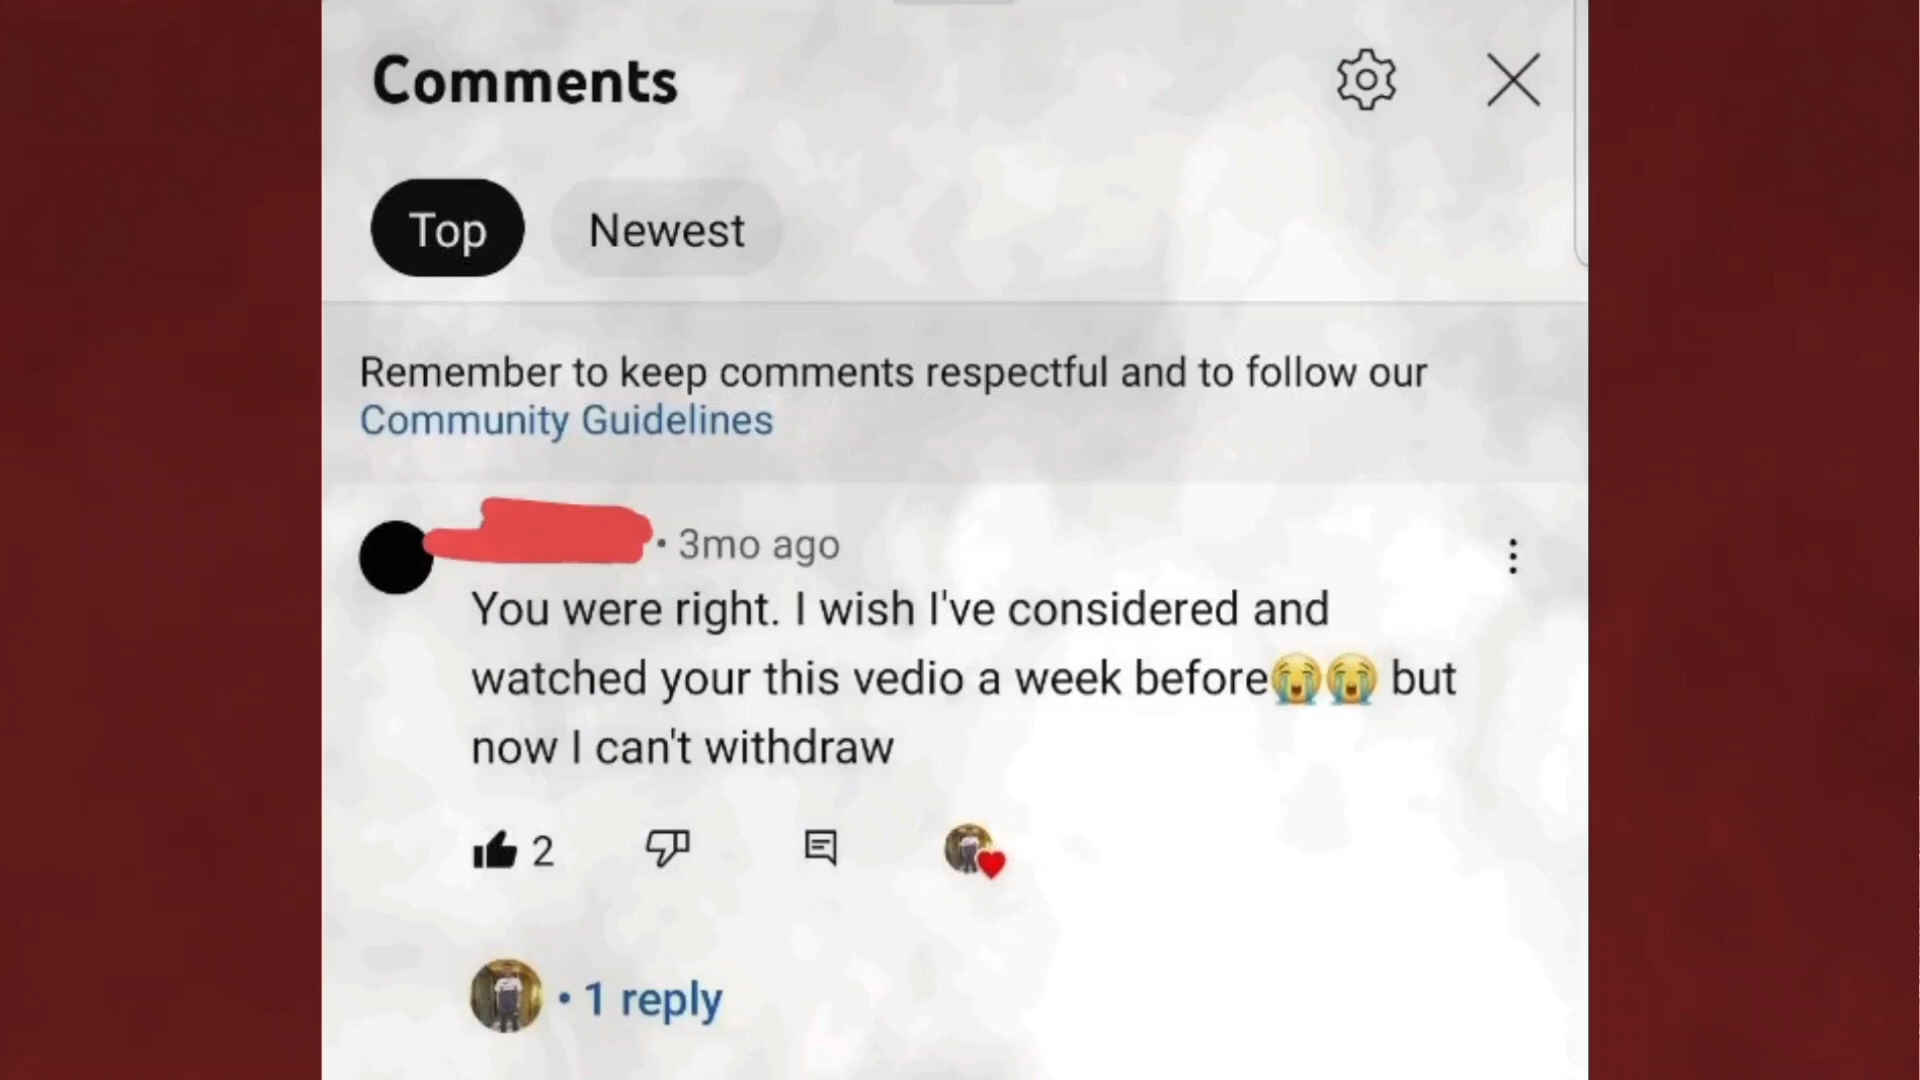 Comments
Top Newest
Remember to keep comments respectful and to follow our
Community Guidelines
• 3mo ago
You were right. I wish I've considered and
watched your this vedio a week before😭😭 but
now I can't withdraw
2
• 1 reply